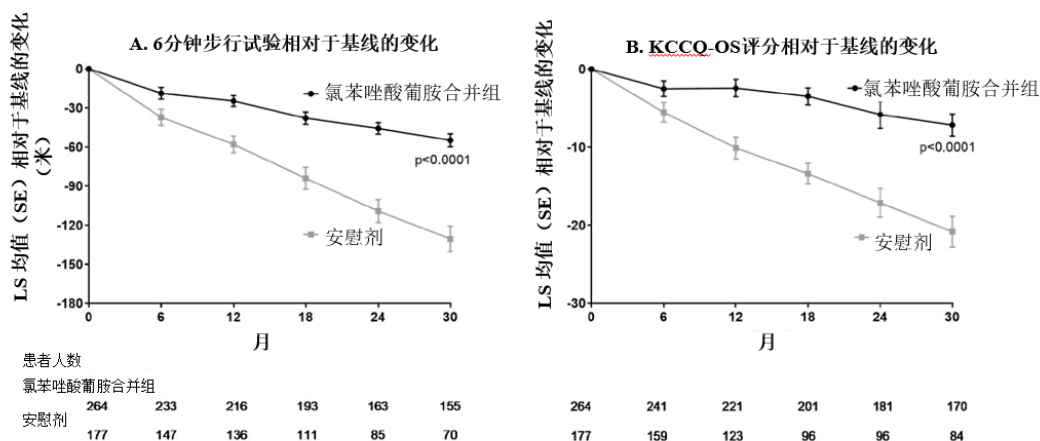 A. 6分钟步行试验相对于基线的变化
LS 均值（SE）相对于基线的变化（米）
0
-30
-60
-90
-120
-150
-180
氯苯唑酸葡胺合并组
p<0.0001
安慰剂
0 6 12 18 24 30
月
B. KCCQ-OS评分相对于基线的变化
LS 均值（SE）相对于基线的变化
0
-10
-20
-30
氯苯唑酸葡胺合并组
p<0.0001
安慰剂
0 6 12 18 24 30
月
患者人数
氯苯唑酸葡胺合并组
264 233 216 193 163 155 264 241 221 201 181 170
安慰剂
177 147 136 111 85 70 177 159 123 96 96 84